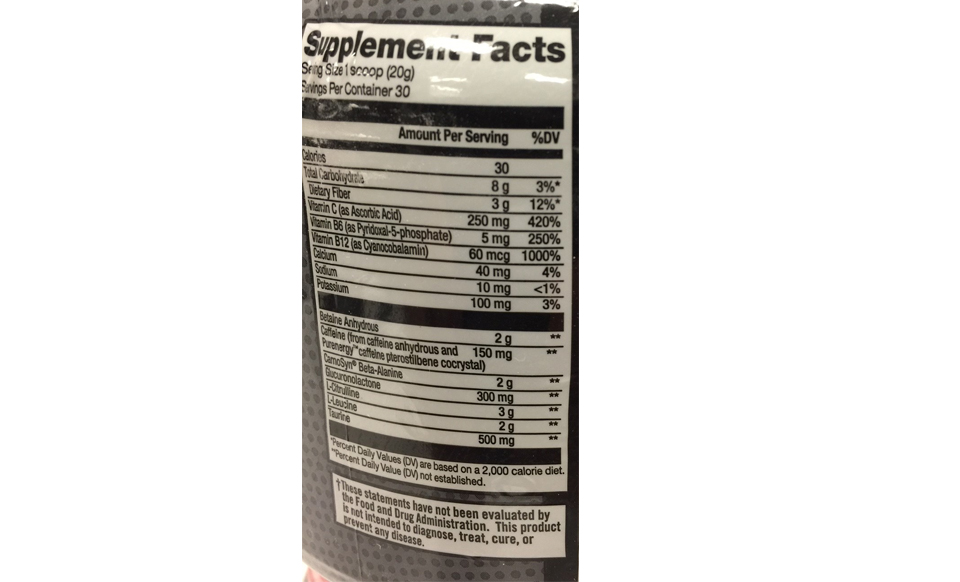 Supplement Facts
Serving Size 1 scoop (20g)
Servings Per Container 30
Amount Per Serving %DV
Calories 30
Total Carbohydrate 8 g 3%*
Dietary Fiber 3 g 12%*
Vitamin C (as Ascorbic Acid) 250 mg 420%
Vitamin B6 (as Pyridoxal-5-phosphate) 5 mg 250%
Vitamin B12 (as Cyanocobalamin) 60 mcg 1000%
Calcium 40 mg 4%
Sodium 10 mg <1%
Potassium 100 mg 3%
Betaine Anhydrous 2 g **
Caffeine (from caffeine anhydrous and 150 mg **
Purenergy™ caffeine pterostilbene cocrystal)
CarnoSyn® Beta-Alanine 2 g **
Glucuronolactone 300 mg **
L-Citrulline 3 g **
L-Leucine 2 g **
Taurine 500 mg **
*Percent Daily Values (DV) are based on a 2,000 calorie diet.
**Percent Daily Value (DV) not established.
†These statements have not been evaluated by
the Food and Drug Administration. This product
is not intended to diagnose, treat, cure, or
prevent any disease.